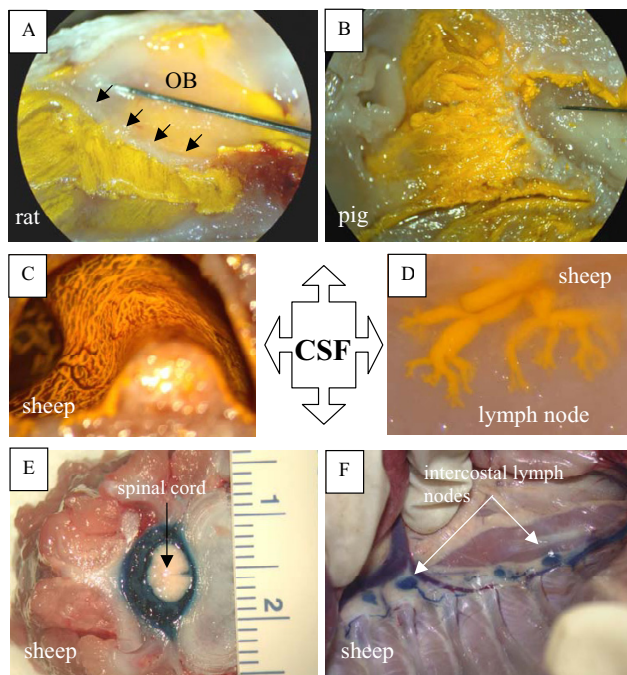 A
OB
rat
B
pig
C
sheep
CSF
D
sheep
lymph node
E
spinal cord
1
2
sheep
F
intercostal lymph
nodes
sheep